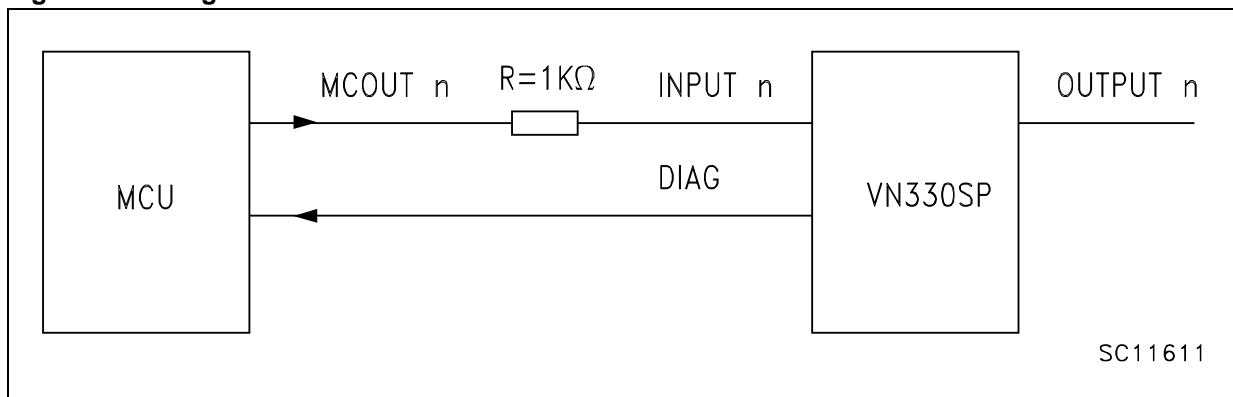 MCOUT n
R=1KΩ
INPUT n
OUTPUT n
DIAG
MCU
VN330SP
SC11611